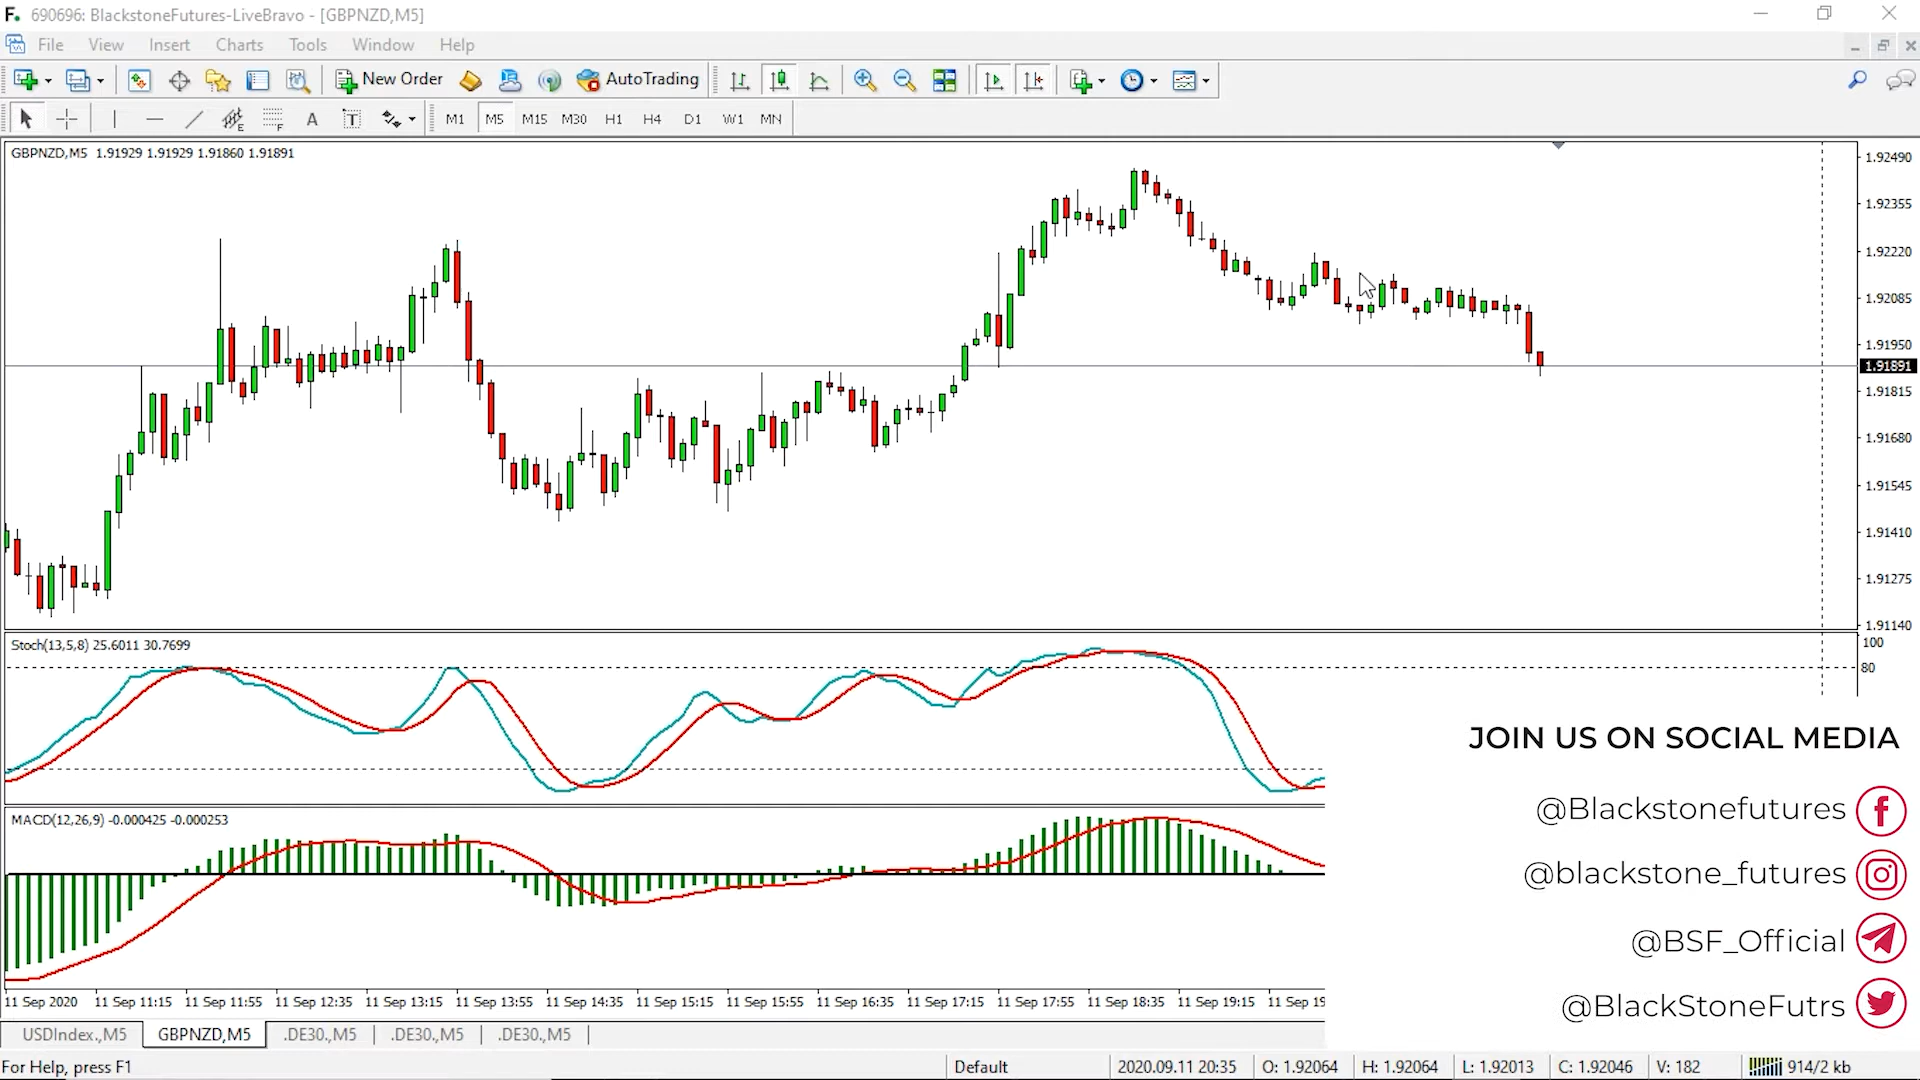 F. 690696: BlackstoneFutures-LiveBravo - [GBPNZD,M5]
File View Insert Charts Tools Window Help
New Order AutoTrading
E F A T M1 M5 M15 M30 H1 H4 D1 W1 MN
GBPNZD,M5 1.91929 1.91929 1.91860 1.91891
1.92490
1.92355
1.92220
1.92085
1.91950
1.91891
1.91815
1.91680
1.91545
1.91410
1.91275
1.91140
Stoch(13,5,8) 25.6011 30.7699
100
80
JOIN US ON SOCIAL MEDIA
@Blackstonefutures
@blackstone_futures
@BSF_Official
@BlackStoneFutrs
MACD(12,26,9) -0.000425 -0.000253
11 Sep 2020 11 Sep 11:15 11 Sep 11:55 11 Sep 12:35 11 Sep 13:15 11 Sep 13:55 11 Sep 14:35 11 Sep 15:15 11 Sep 15:55 11 Sep 16:35 11 Sep 17:15 11 Sep 17:55 11 Sep 18:35 11 Sep 19:15 11 Sep 19
USDIndex.,M5 GBPNZD,M5 .DE30.,M5 .DE30.,M5 .DE30.,M5
For Help, press F1 Default 2020.09.11 20:35 O: 1.92064 H: 1.92064 L: 1.92013 C: 1.92046 V: 182 914/2 kb